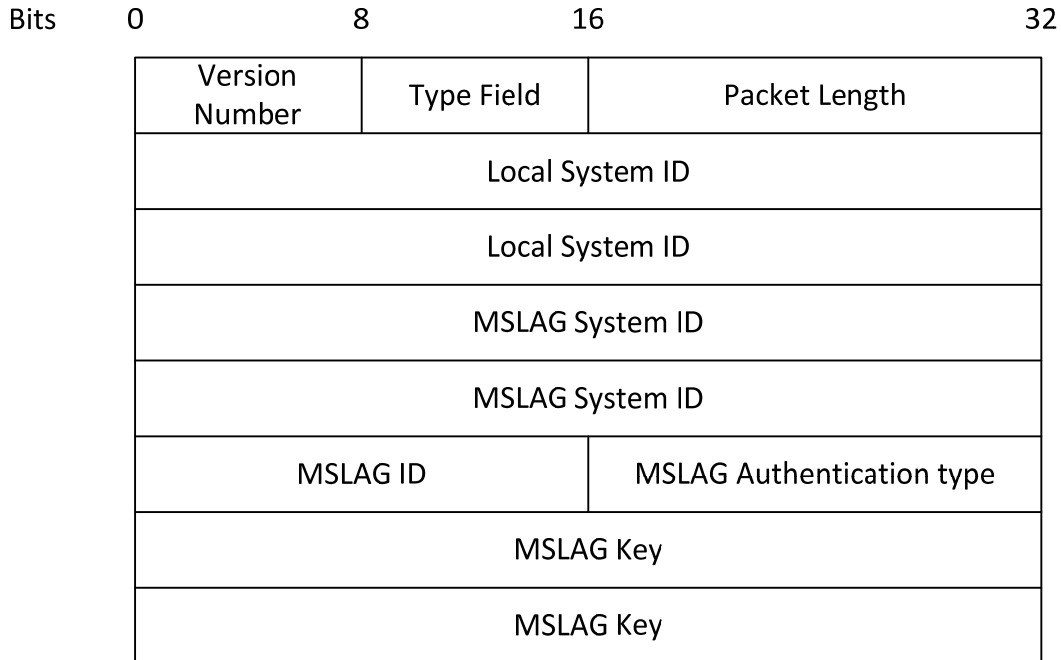 Bits 0 8 16 32
Version
Number
Type Field
Packet Length
Local System ID
Local System ID
MSLAG System ID
MSLAG System ID
MSLAG ID
MSLAG Authentication type
MSLAG Key
MSLAG Key